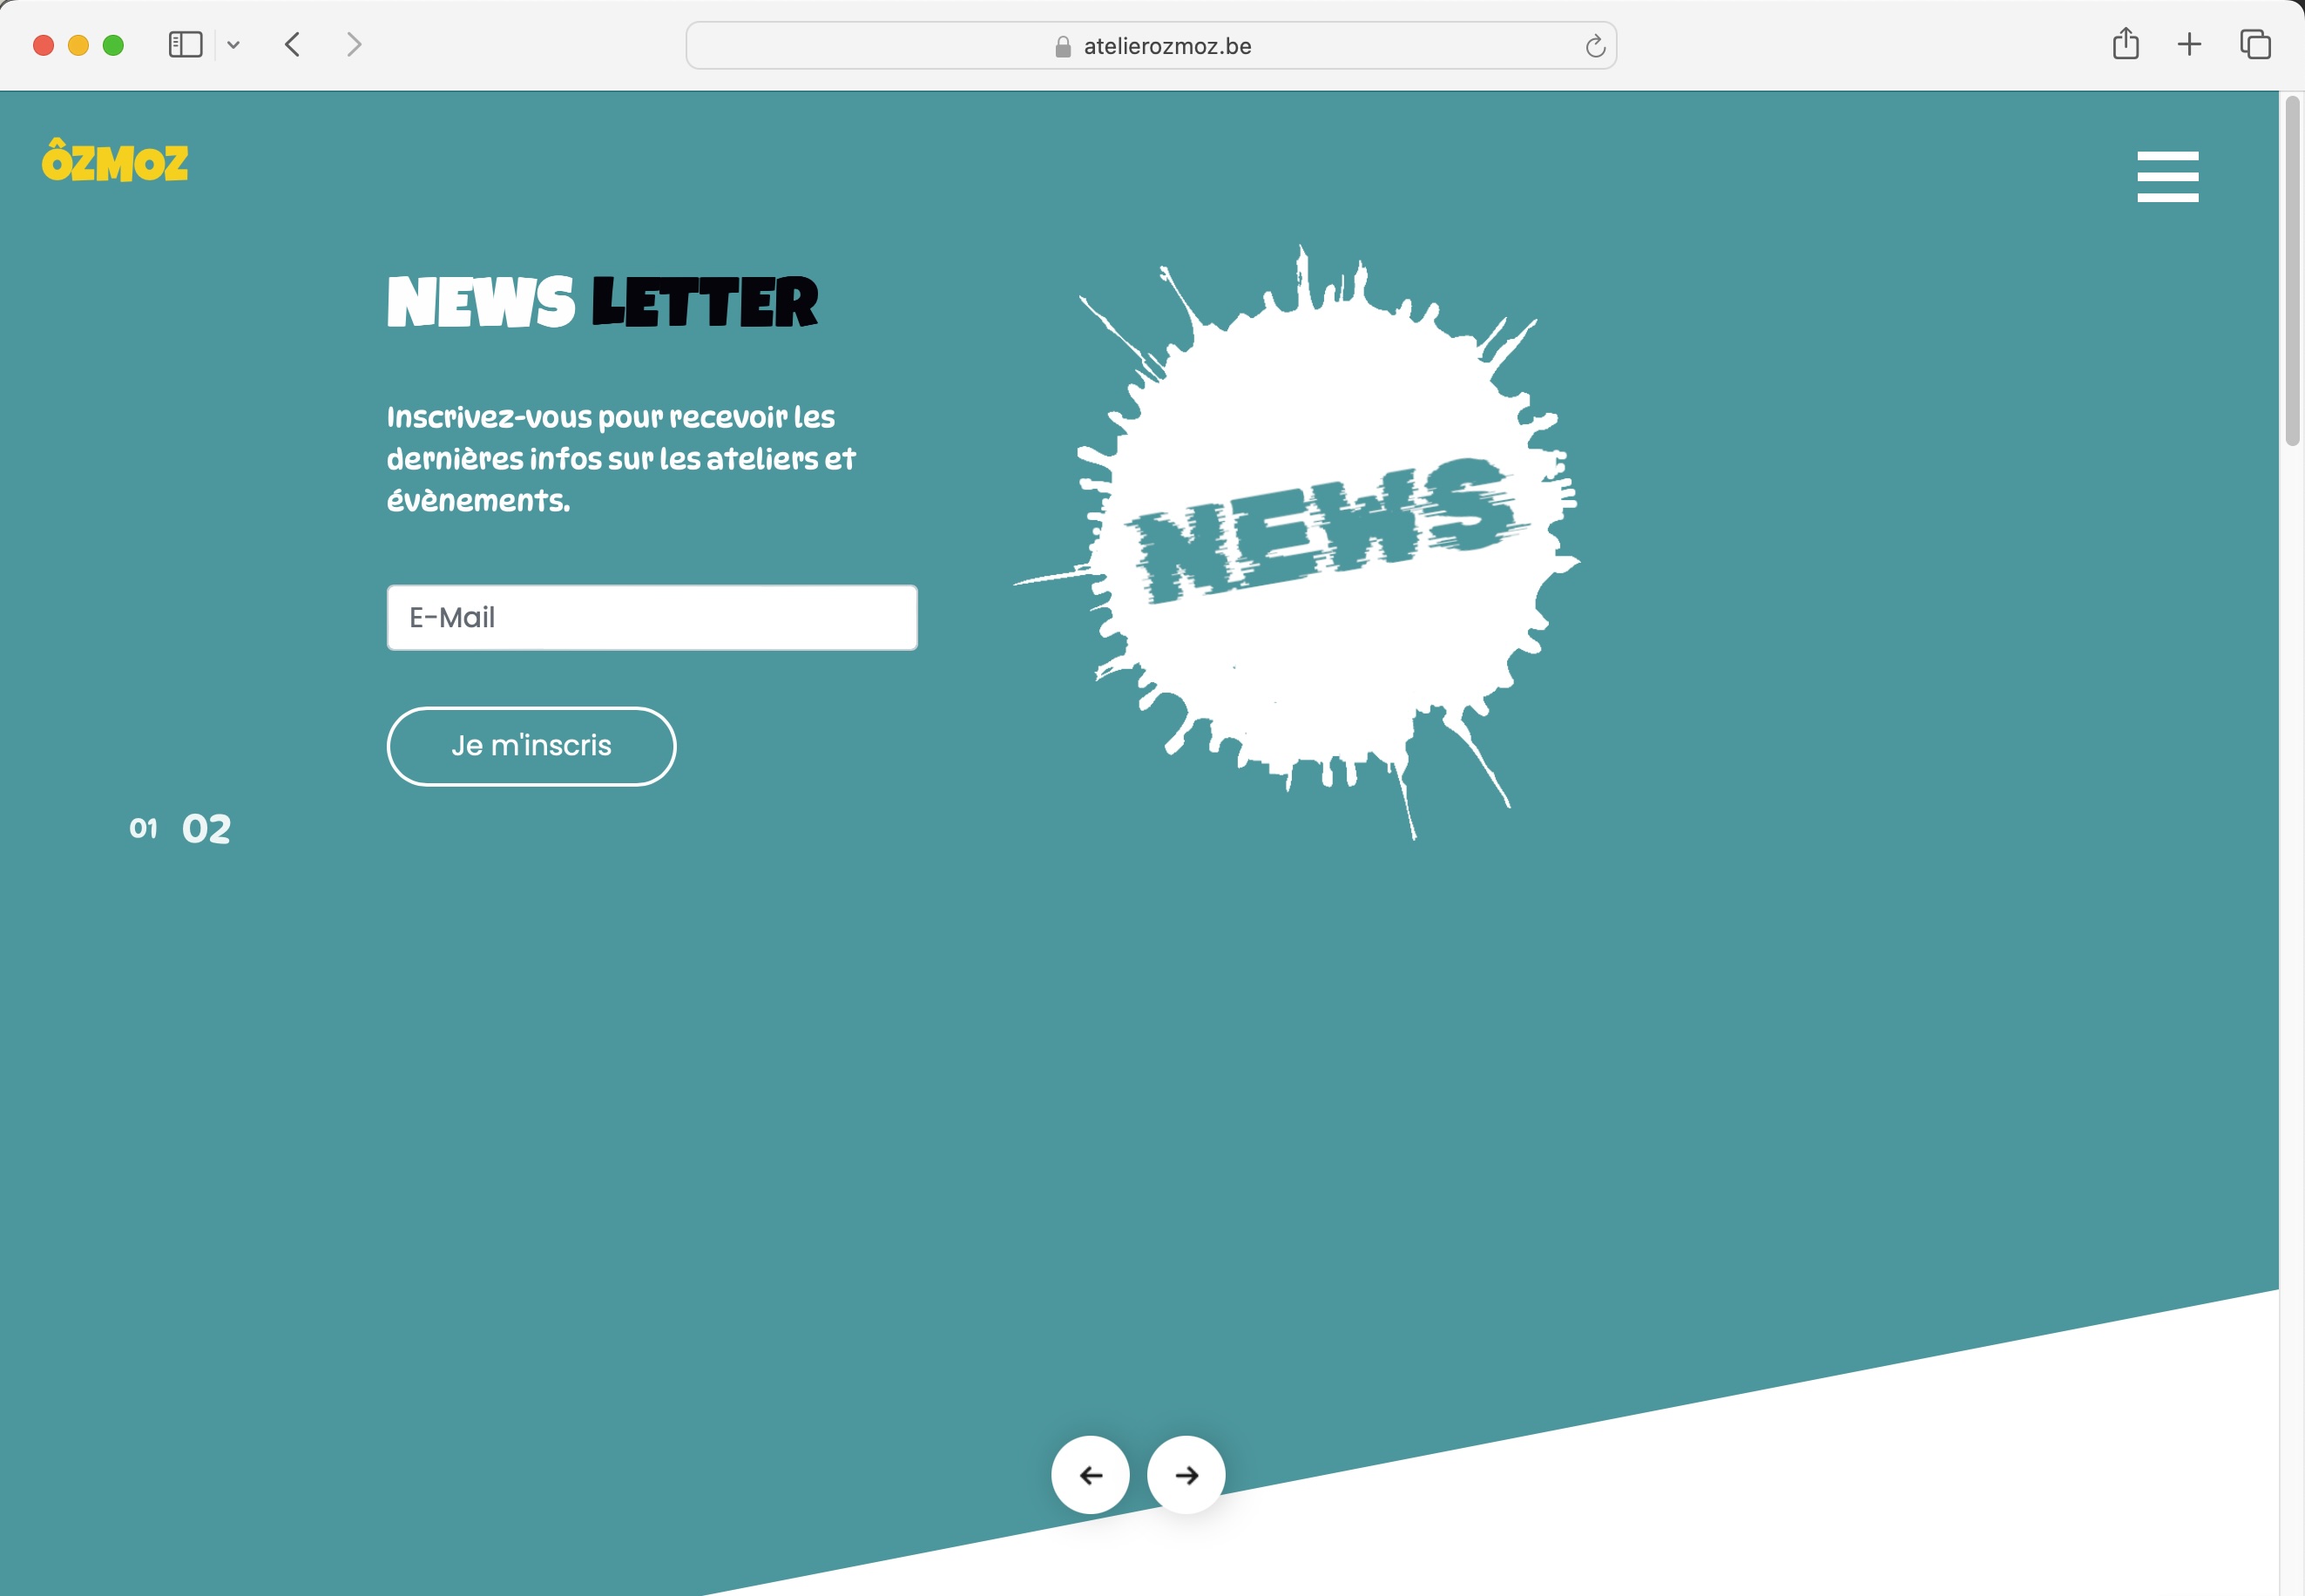 atelierozmoz.be
ÔZMOZ
NEWS LETTER
Inscrivez-vous pour recevoir les
dernières infos sur les ateliers et
évènements.
NEWS
E-Mail
Je m'inscris
01 02